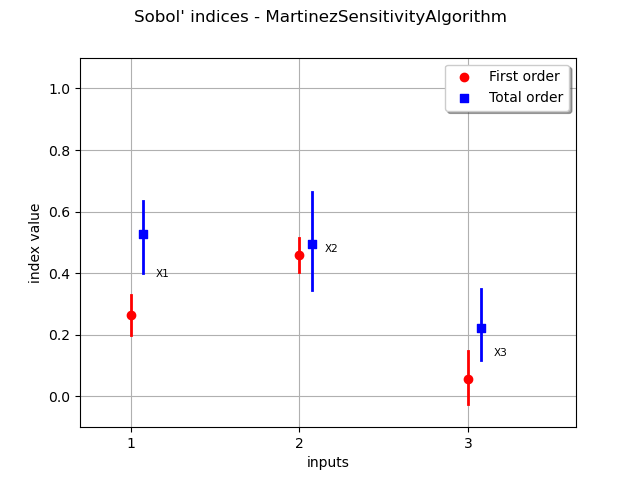 Sobol' indices - MartinezSensitivityAlgorithm
First order
Total order
1.0
0.8
0.6
0.4
0.2
0.0
index value
X1
X2
X3
1
2
3
inputs